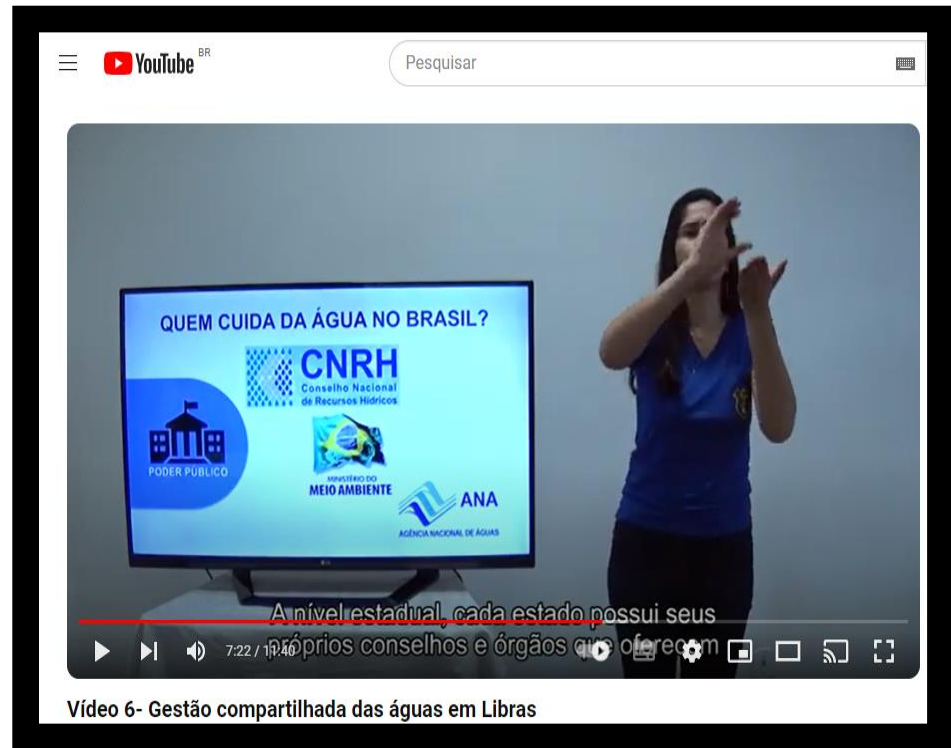 YouTube BR
Pesquisar
QUEM CUIDA DA ÁGUA NO BRASIL?
CNRH
Conselho Nacional
de Recursos Hídricos
PODER PÚBLICO
MINISTÉRIO DO
MEIO AMBIENTE
ANA
AGÊNCIA NACIONAL DE ÁGUAS
LG
A nível estadual, cada estado possui seus
próprios conselhos e órgãos que oferecem
7:22 / 11:40
Vídeo 6- Gestão compartilhada das águas em Libras